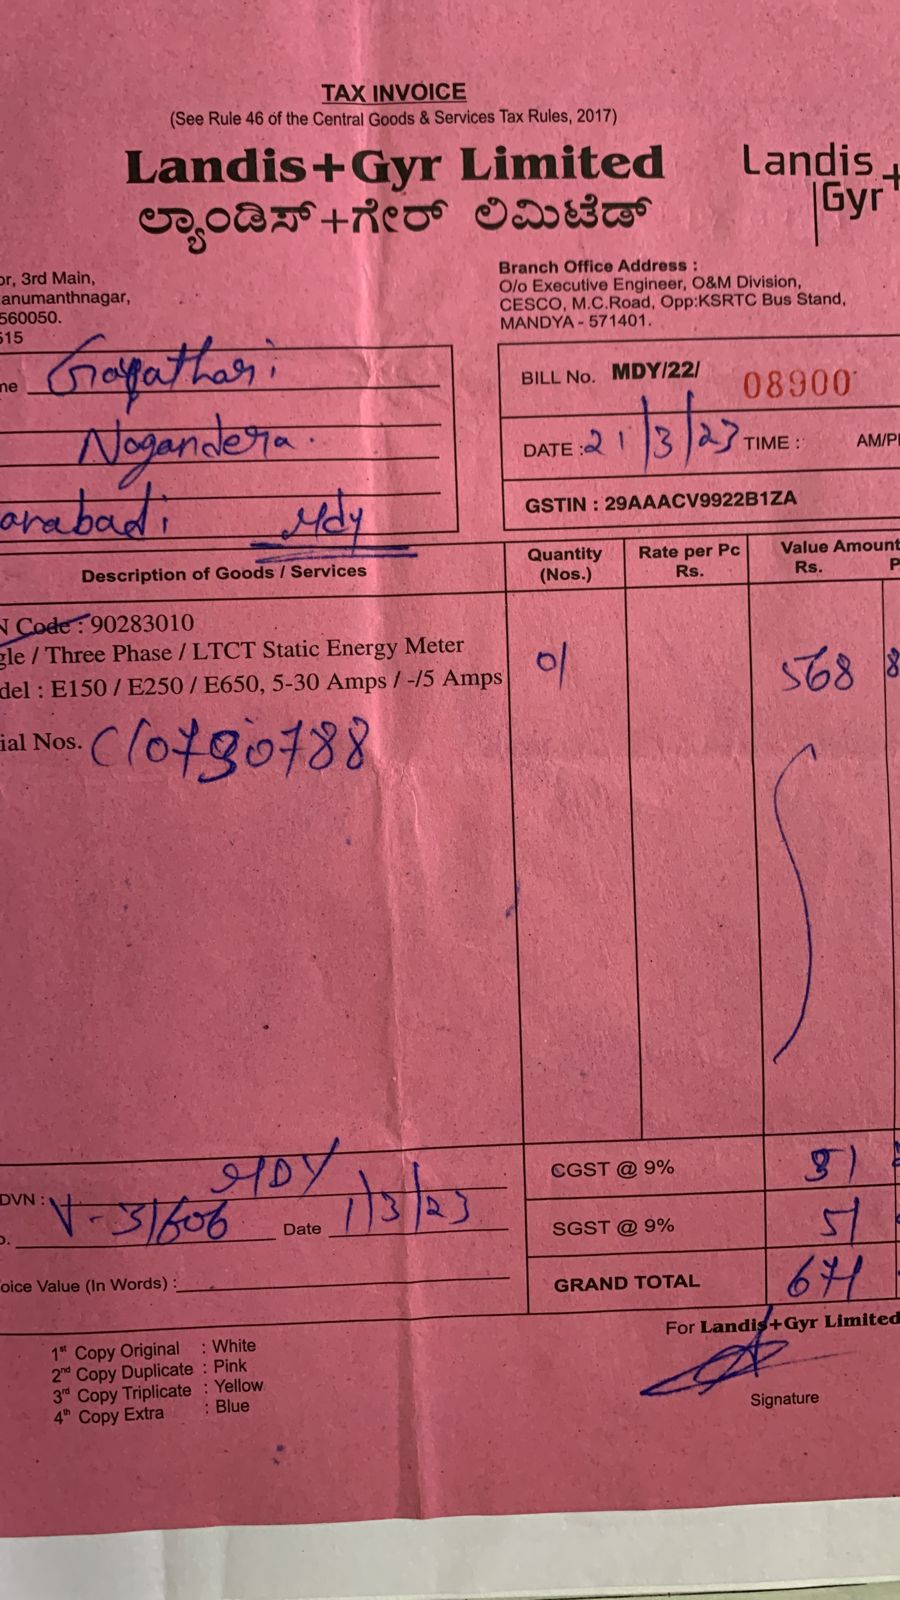 TAX INVOICE
(See Rule 46 of the Central Goods & Services Tax Rules, 2017)
Landis+Gyr Limited
ಲ್ಯಾಂಡಿಸ್+ಗೇರ್ ಲಿಮಿಟೆಡ್
Landis
Gyr+
or, 3rd Main,
anumanthnagar,
560050.
515
Branch Office Address :
O/o Executive Engineer, O&M Division,
CESCO, M.C.Road, Opp:KSRTC Bus Stand,
MANDYA - 571401.
me Gayathari
Nagandera.
arabadi Mdy
BILL No. MDY/22/ 08900
DATE : 21/3/23 TIME : AM/P
GSTIN : 29AAACV9922B1ZA
Description of Goods / Services
Quantity (Nos.)
Rate per Pc Rs.
Value Amount Rs. P
N Code : 90283010
gle / Three Phase / LTCT Static Energy Meter
del : E150 / E250 / E650, 5-30 Amps / -/5 Amps
01 568 8
ial Nos. C10790788
MDY
DVN : V-31606 Date 1/3/23
CGST @ 9% 51
SGST @ 9% 51
oice Value (In Words) :
GRAND TOTAL 671
For Landis+Gyr Limited
Signature
1st Copy Original : White
2nd Copy Duplicate : Pink
3rd Copy Triplicate : Yellow
4th Copy Extra : Blue